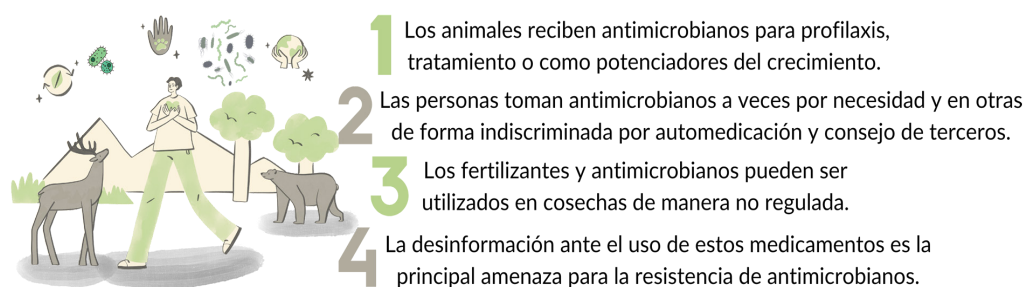 1 Los animales reciben antimicrobianos para profilaxis,
tratamiento o como potenciadores del crecimiento.
2 Las personas toman antimicrobianos a veces por necesidad y en otras
de forma indiscriminada por automedicación y consejo de terceros.
3 Los fertilizantes y antimicrobianos pueden ser
utilizados en cosechas de manera no regulada.
4 La desinformación ante el uso de estos medicamentos es la
principal amenaza para la resistencia de antimicrobianos.